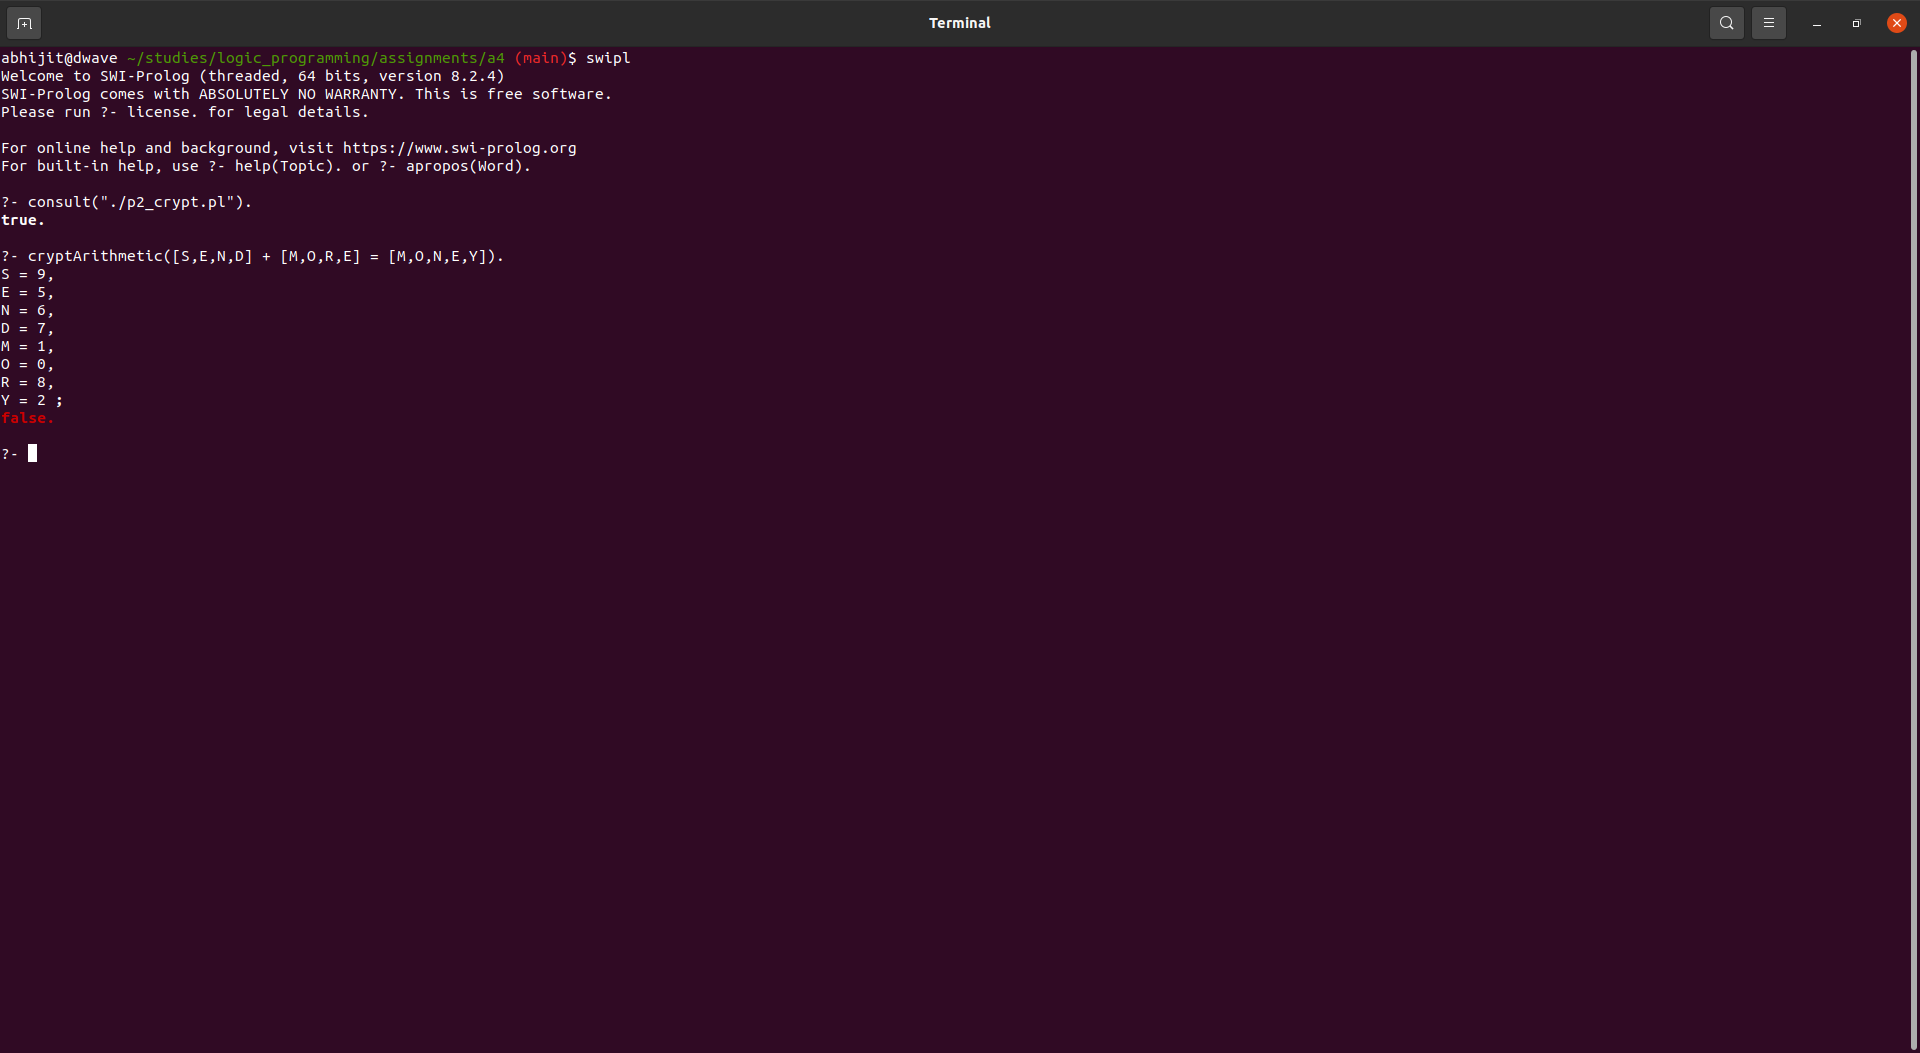 Terminal
abhijit@dwave ~/studies/logic_programming/assignments/a4 (main)$ swipl
Welcome to SWI-Prolog (threaded, 64 bits, version 8.2.4)
SWI-Prolog comes with ABSOLUTELY NO WARRANTY. This is free software.
Please run ?- license. for legal details.
For online help and background, visit https://www.swi-prolog.org
For built-in help, use ?- help(Topic). or ?- apropos(Word).
?- consult("./p2_crypt.pl").
true.
?- cryptArithmetic([S,E,N,D] + [M,O,R,E] = [M,O,N,E,Y]).
S = 9,
E = 5,
N = 6,
D = 7,
M = 1,
O = 0,
R = 8,
Y = 2 ;
false.
?-